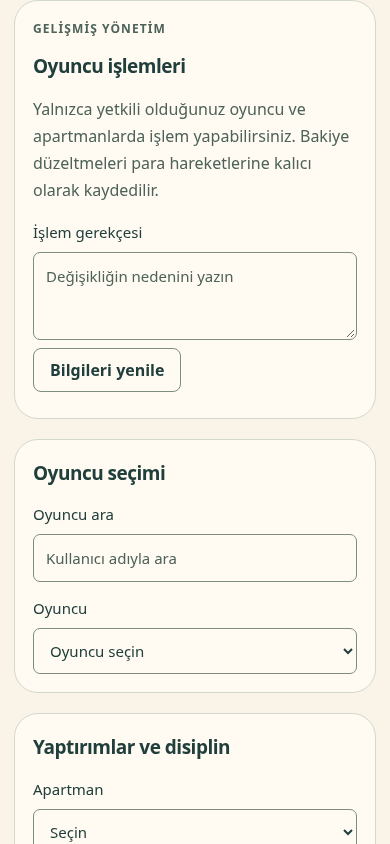 GELİŞMİŞ YÖNETİM
Oyuncu işlemleri
Yalnızca yetkili olduğunuz oyuncu ve
apartmanlarda işlem yapabilirsiniz. Bakiye
düzeltmeleri para hareketlerine kalıcı
olarak kaydedilir.
İşlem gerekçesi
Değişikliğin nedenini yazın
Bilgileri yenile
Oyuncu seçimi
Oyuncu ara
Kullanıcı adıyla ara
Oyuncu
Oyuncu seçin
Yaptırımlar ve disiplin
Apartman
Seçin